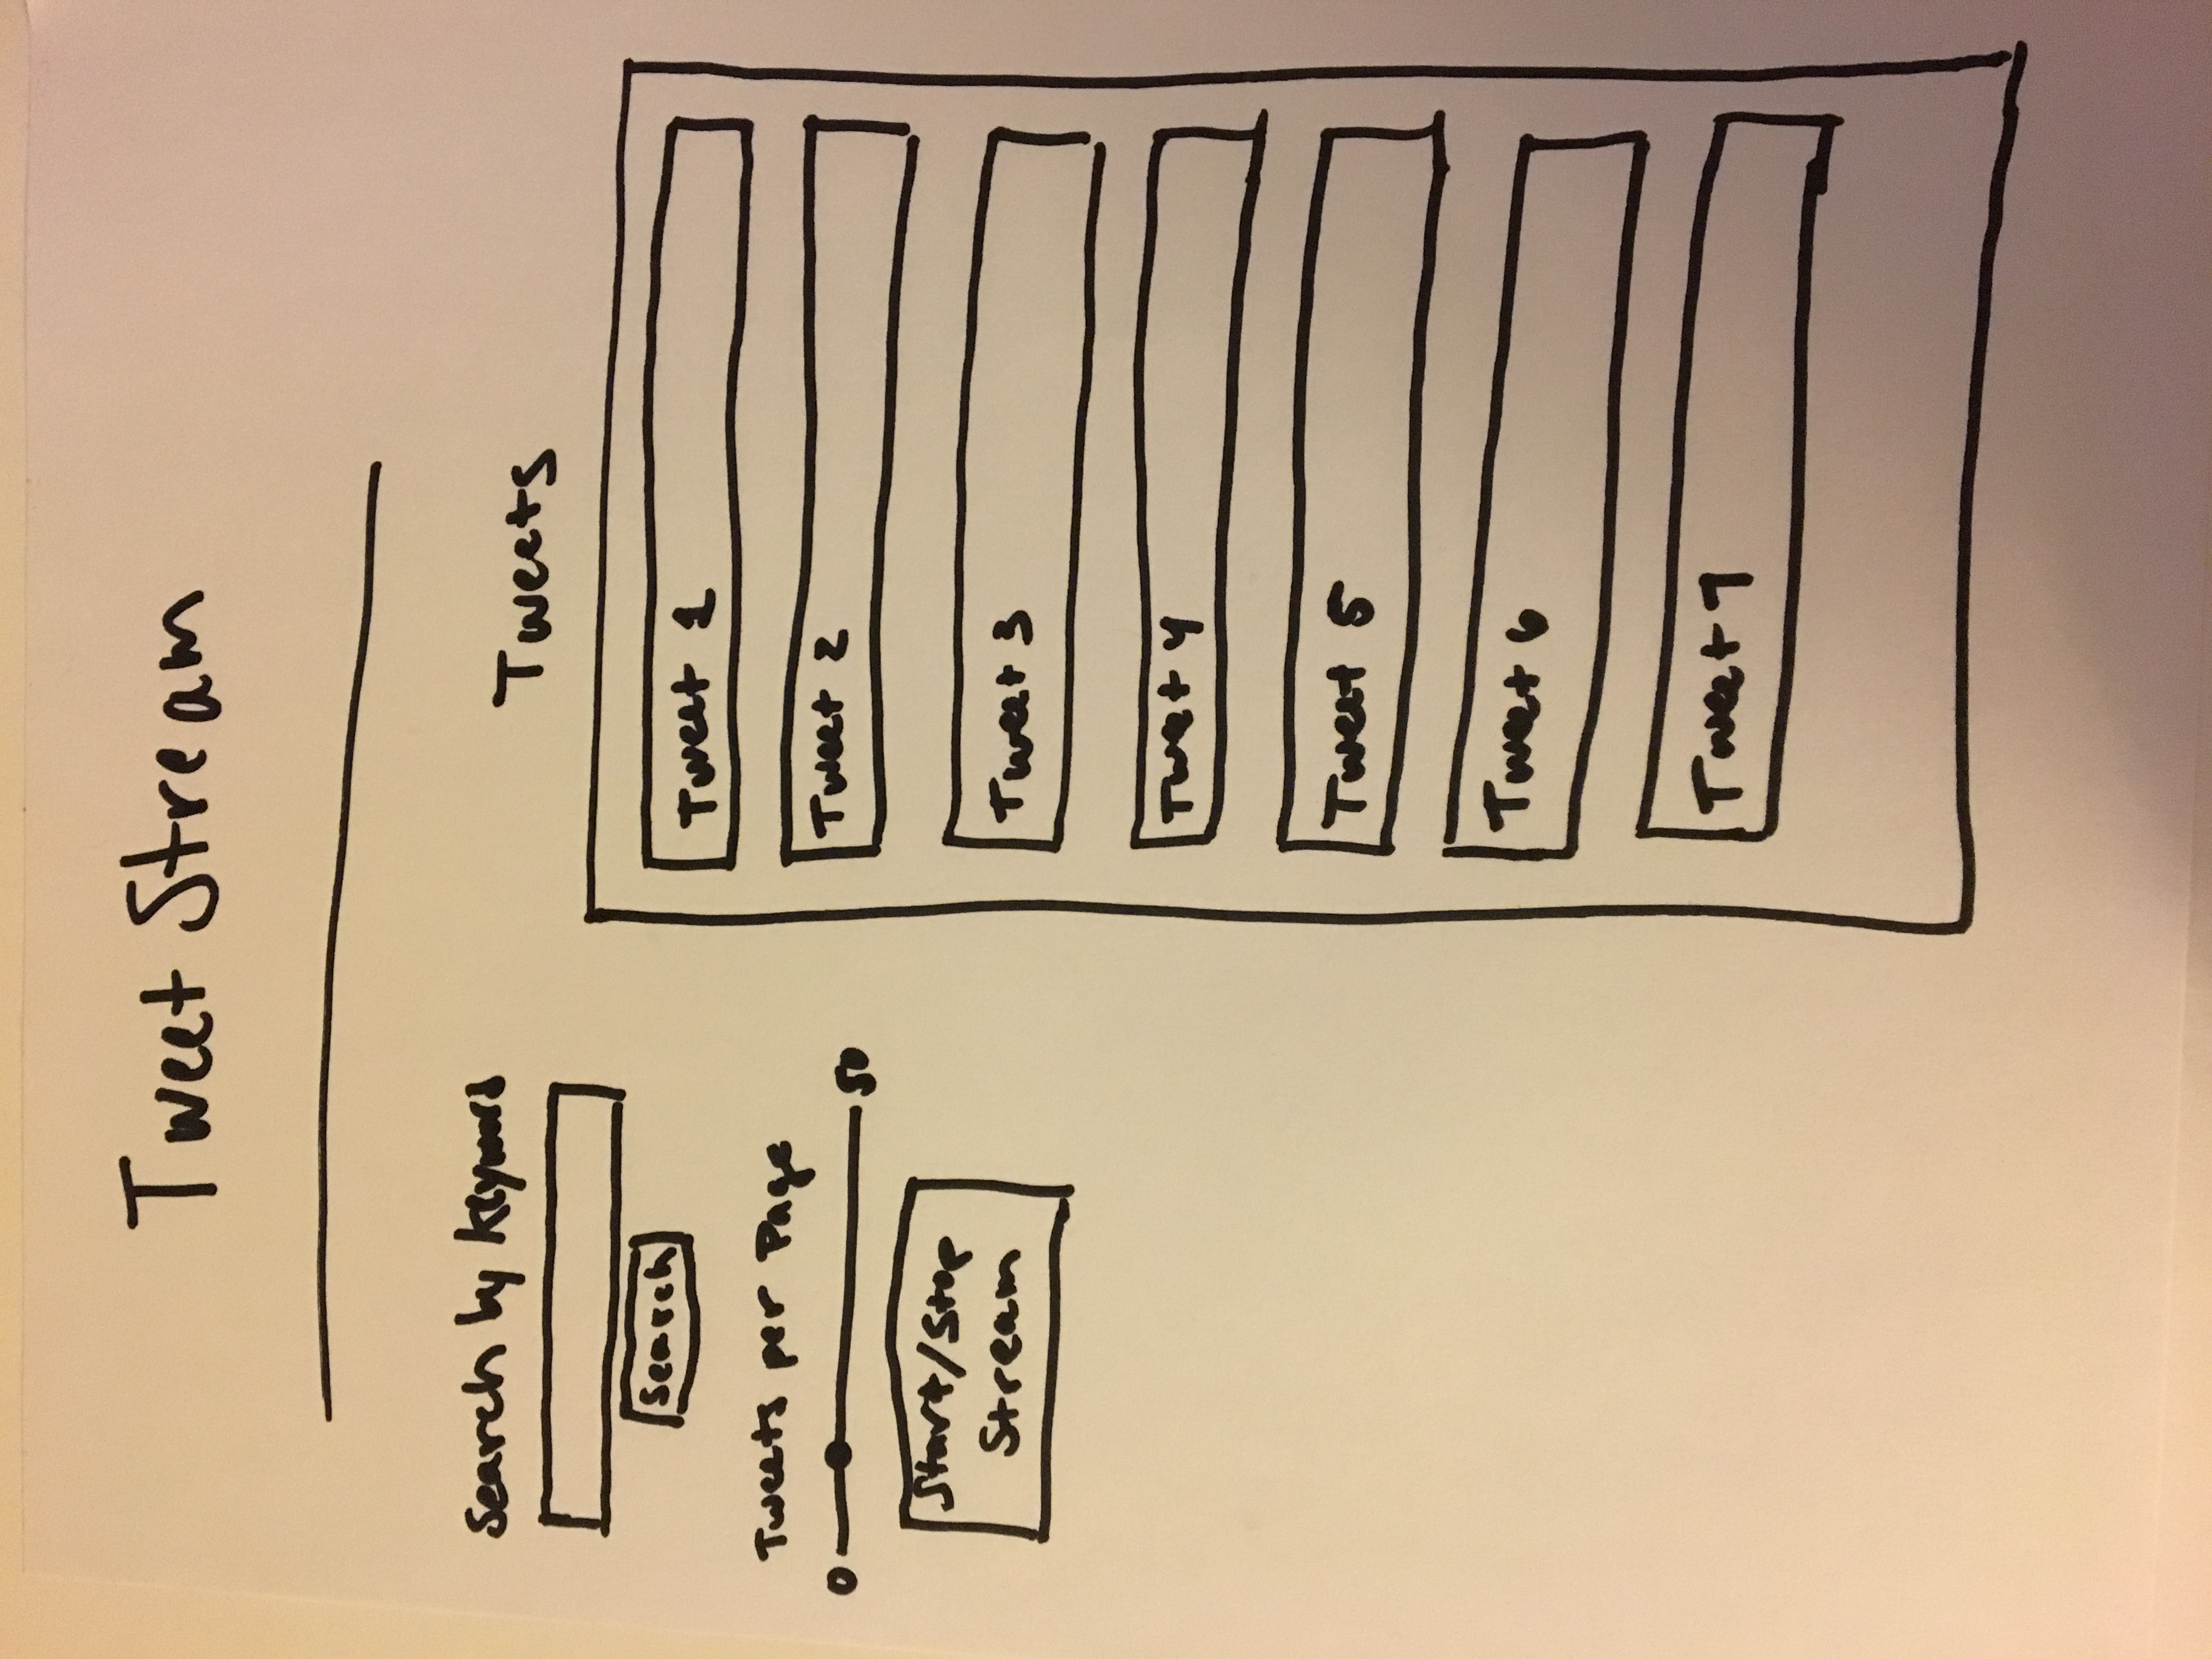 Tweet Stream
Search by Keyword
Search
Tweets per Page
0 50
Start/Stop
Stream
Tweets
Tweet 1
Tweet 2
Tweet 3
Tweet 4
Tweet 5
Tweet 6
Tweet 7